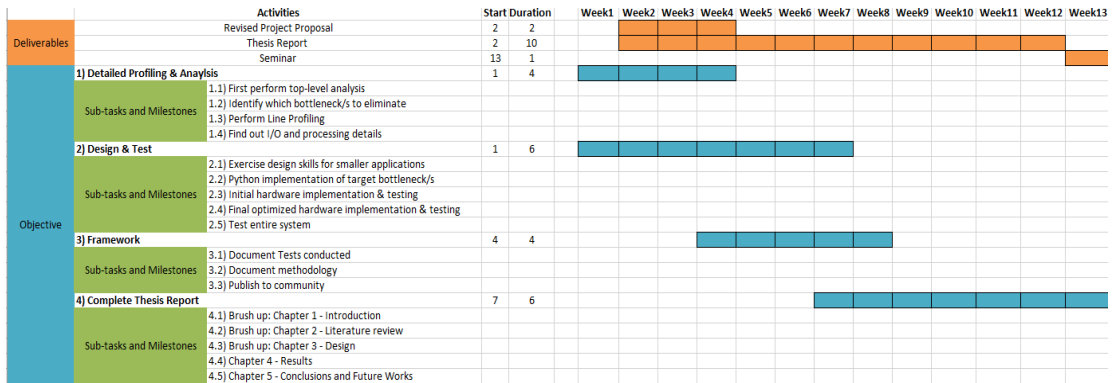 Activities Start Duration Week1 Week2 Week3 Week4 Week5 Week6 Week7 Week8 Week9 Week10 Week11 Week12 Week13
Deliverables
Revised Project Proposal 2 2
Thesis Report 2 10
Seminar 13 1
Objective
1) Detailed Profiling & Anaylsis 1 4
Sub-tasks and Milestones
1.1) First perform top-level analysis
1.2) Identify which bottleneck/s to eliminate
1.3) Perform Line Profiling
1.4) Find out I/O and processing details
2) Design & Test 1 6
Sub-tasks and Milestones
2.1) Exercise design skills for smaller applications
2.2) Python implementation of target bottleneck/s
2.3) Initial hardware implementation & testing
2.4) Final optimized hardware implementation & testing
2.5) Test entire system
3) Framework 4 4
Sub-tasks and Milestones
3.1) Document Tests conducted
3.2) Document methodology
3.3) Publish to community
4) Complete Thesis Report 7 6
Sub-tasks and Milestones
4.1) Brush up: Chapter 1 - Introduction
4.2) Brush up: Chapter 2 - Literature review
4.3) Brush up: Chapter 3 - Design
4.4) Chapter 4 - Results
4.5) Chapter 5 - Conclusions and Future Works